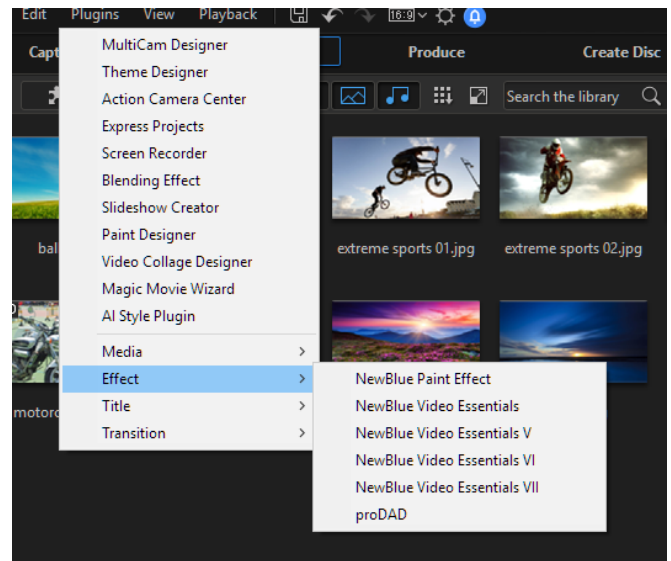 Edit Plugins View Playback 16:9
Capt Produce Create Disc
Search the library
MultiCam Designer
Theme Designer
Action Camera Center
Express Projects
Screen Recorder
Blending Effect
Slideshow Creator
Paint Designer
Video Collage Designer
Magic Movie Wizard
AI Style Plugin
Media
Effect
Title
Transition
NewBlue Paint Effect
NewBlue Video Essentials
NewBlue Video Essentials V
NewBlue Video Essentials VI
NewBlue Video Essentials VII
proDAD
ball
extreme sports 01.jpg
extreme sports 02.jpg
motorc